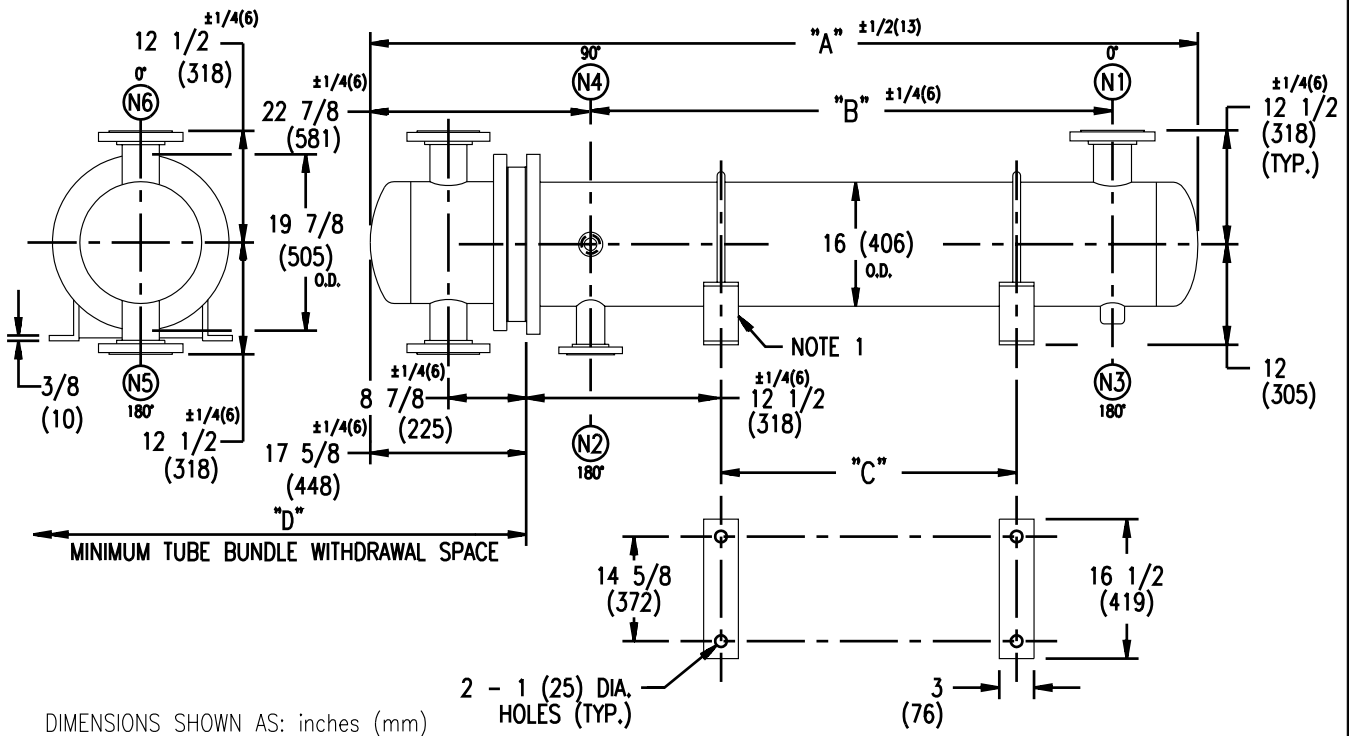 ±1/4(6)
12 1/2
(318)
0°
N6
±1/4(6)
22 7/8
(581)
90°
N4
"A" ±1/2(13)
"B" ±1/4(6)
0°
N1
±1/4(6)
12 1/2
(318)
(TYP.)
19 7/8
(505)
O.D.
16 (406)
O.D.
NOTE 1
3/8
(10)
N5
180°
±1/4(6)
12 1/2
(318)
±1/4(6)
8 7/8
(225)
±1/4(6)
12 1/2
(318)
N3
180°
12
(305)
±1/4(6)
17 5/8
(448)
N2
180°
"C"
"D"
MINIMUM TUBE BUNDLE WITHDRAWAL SPACE
14 5/8
(372)
16 1/2
(419)
2 - 1 (25) DIA.
HOLES (TYP.)
3
(76)
DIMENSIONS SHOWN AS: inches (mm)